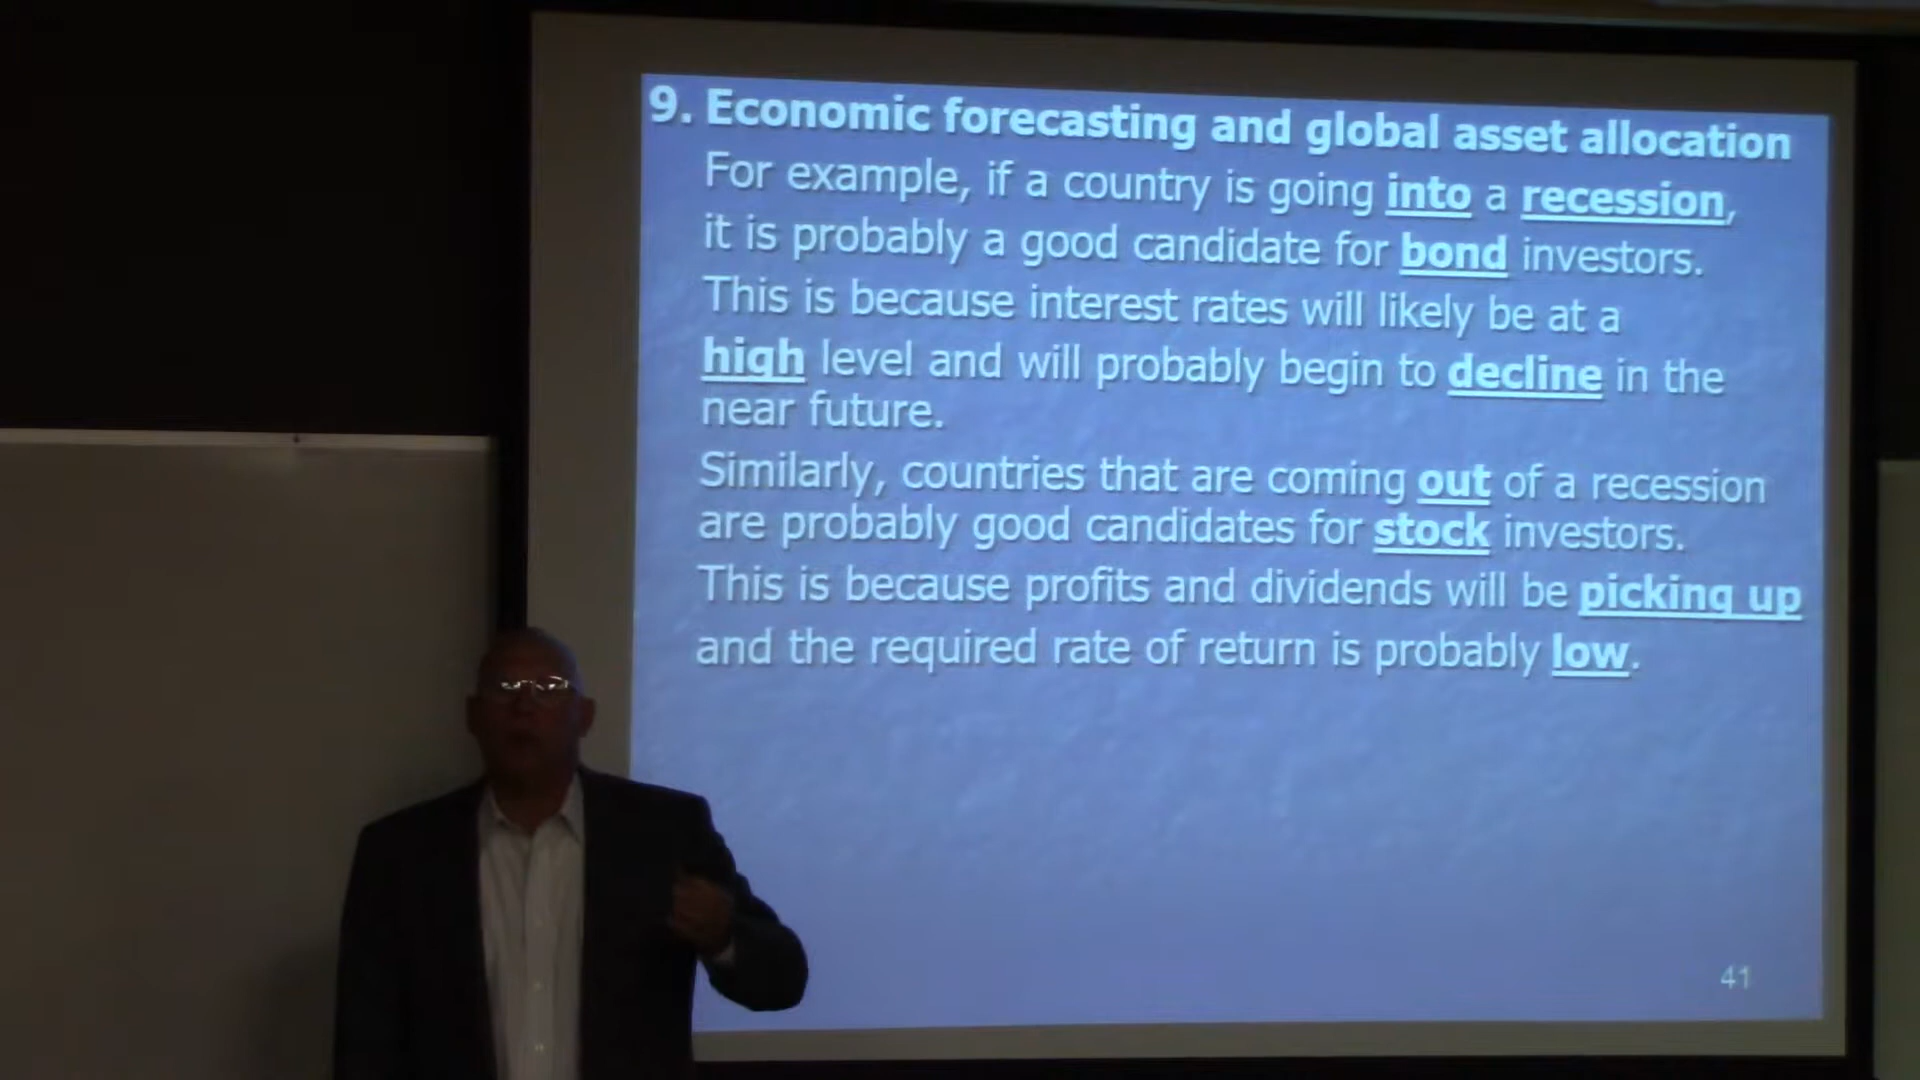 9. Economic forecasting and global asset allocation
For example, if a country is going into a recession,
it is probably a good candidate for bond investors.
This is because interest rates will likely be at a
high level and will probably begin to decline in the
near future.
Similarly, countries that are coming out of a recession
are probably good candidates for stock investors.
This is because profits and dividends will be picking up
and the required rate of return is probably low.
41